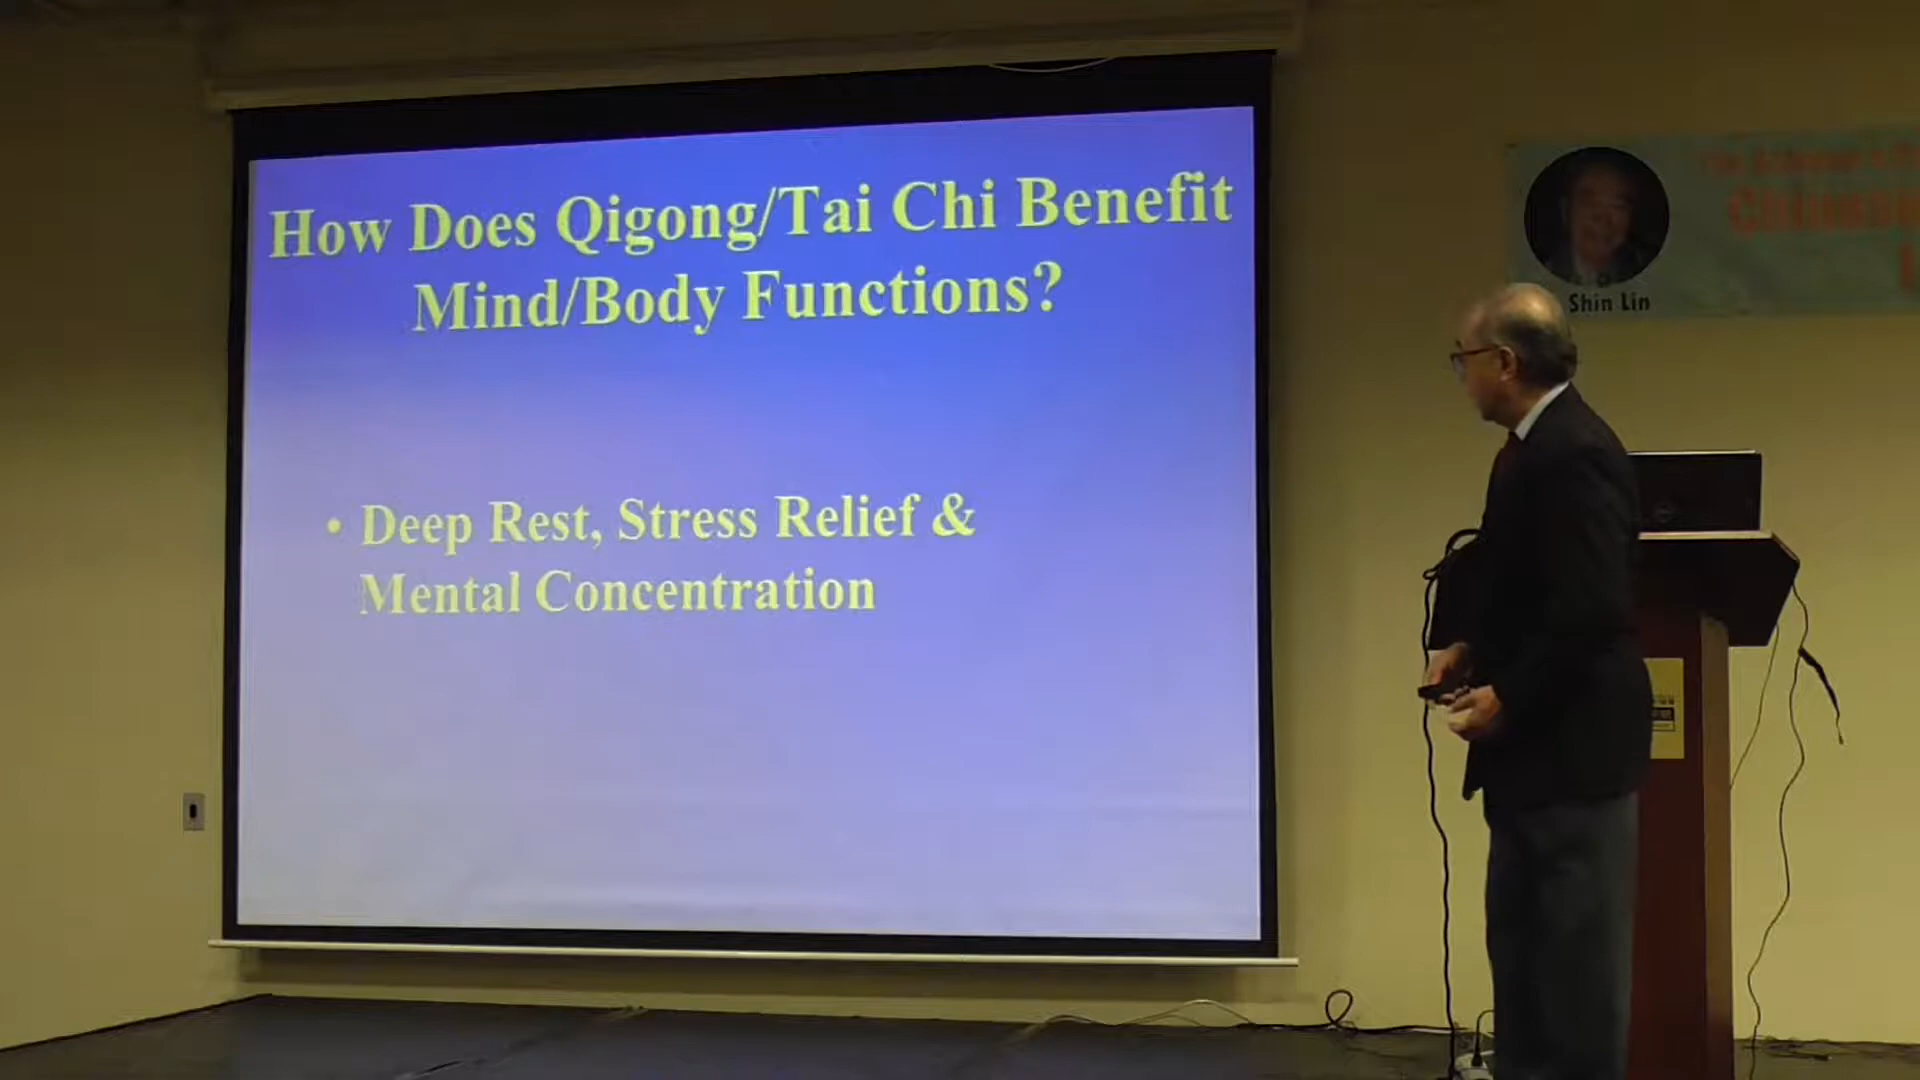 How Does Qigong/Tai Chi Benefit
Mind/Body Functions?
• Deep Rest, Stress Relief &
Mental Concentration
Shin Lin